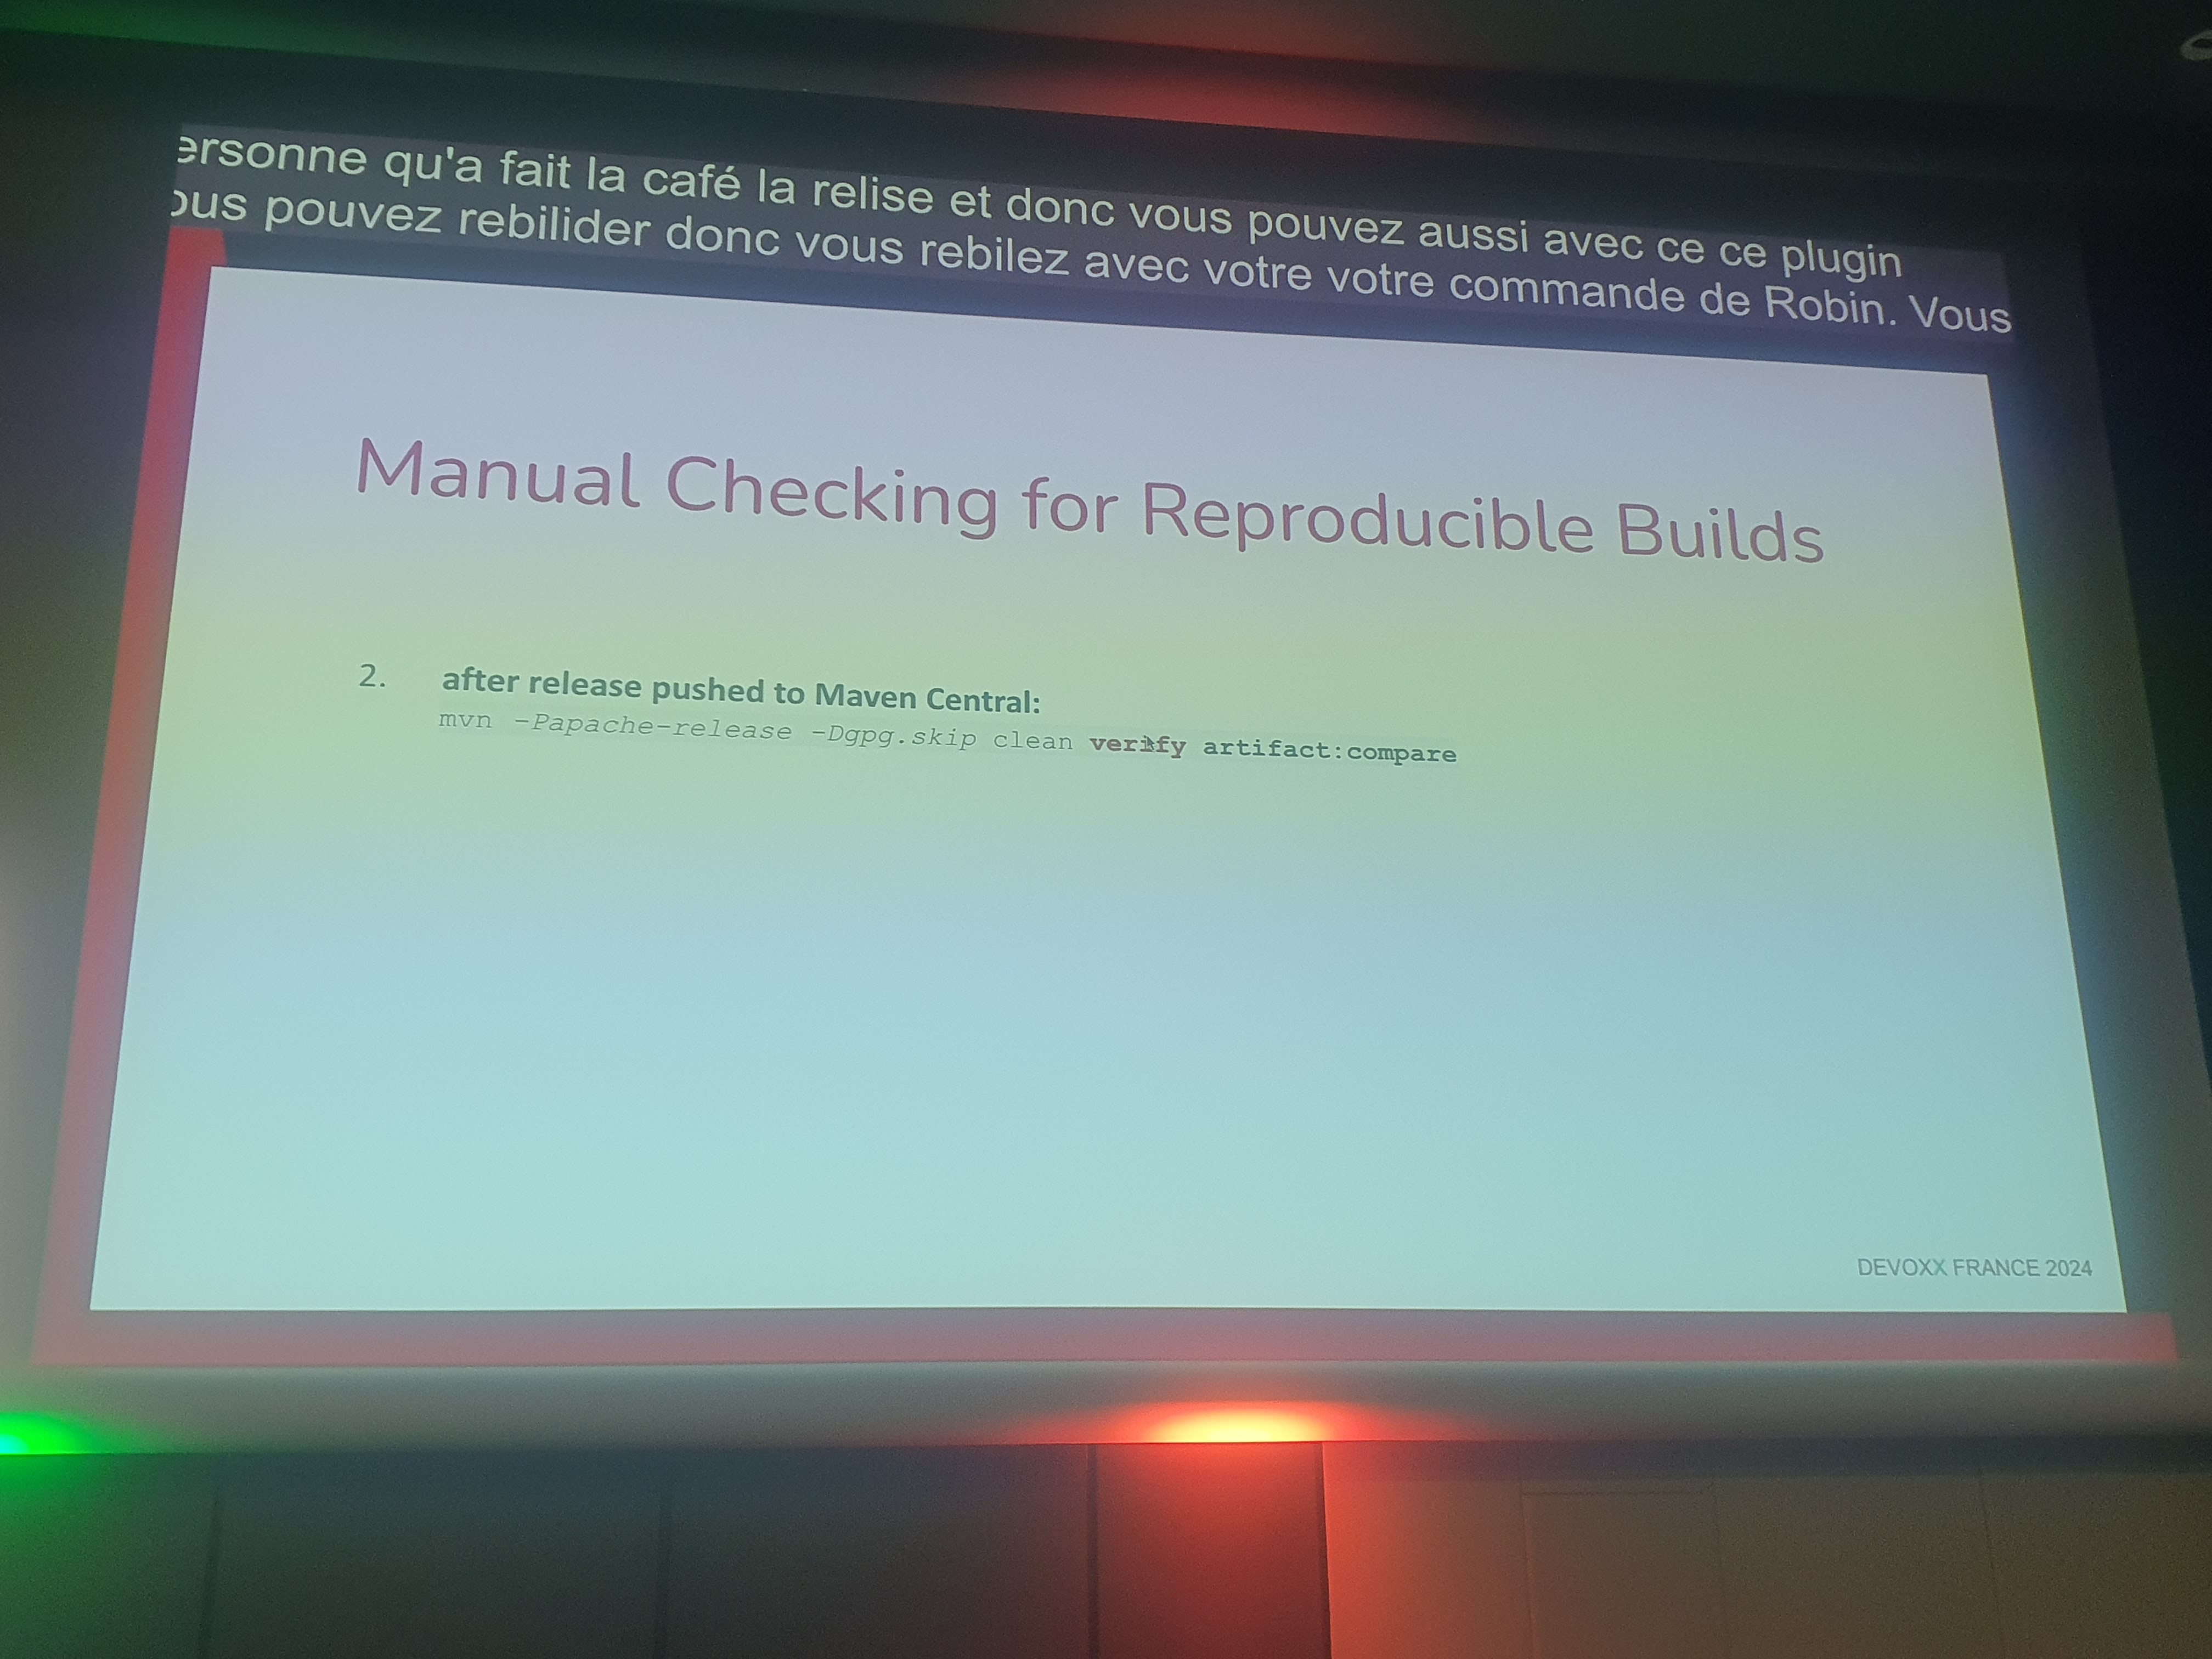 ersonne qu'a fait la café la relise et donc vous pouvez aussi avec ce ce plugin
ous pouvez rebilider donc vous rebilez avec votre votre commande de Robin. Vous
Manual Checking for Reproducible Builds
2. after release pushed to Maven Central:
mvn -Papache-release -Dgpg.skip clean verify artifact:compare
DEVOXX FRANCE 2024